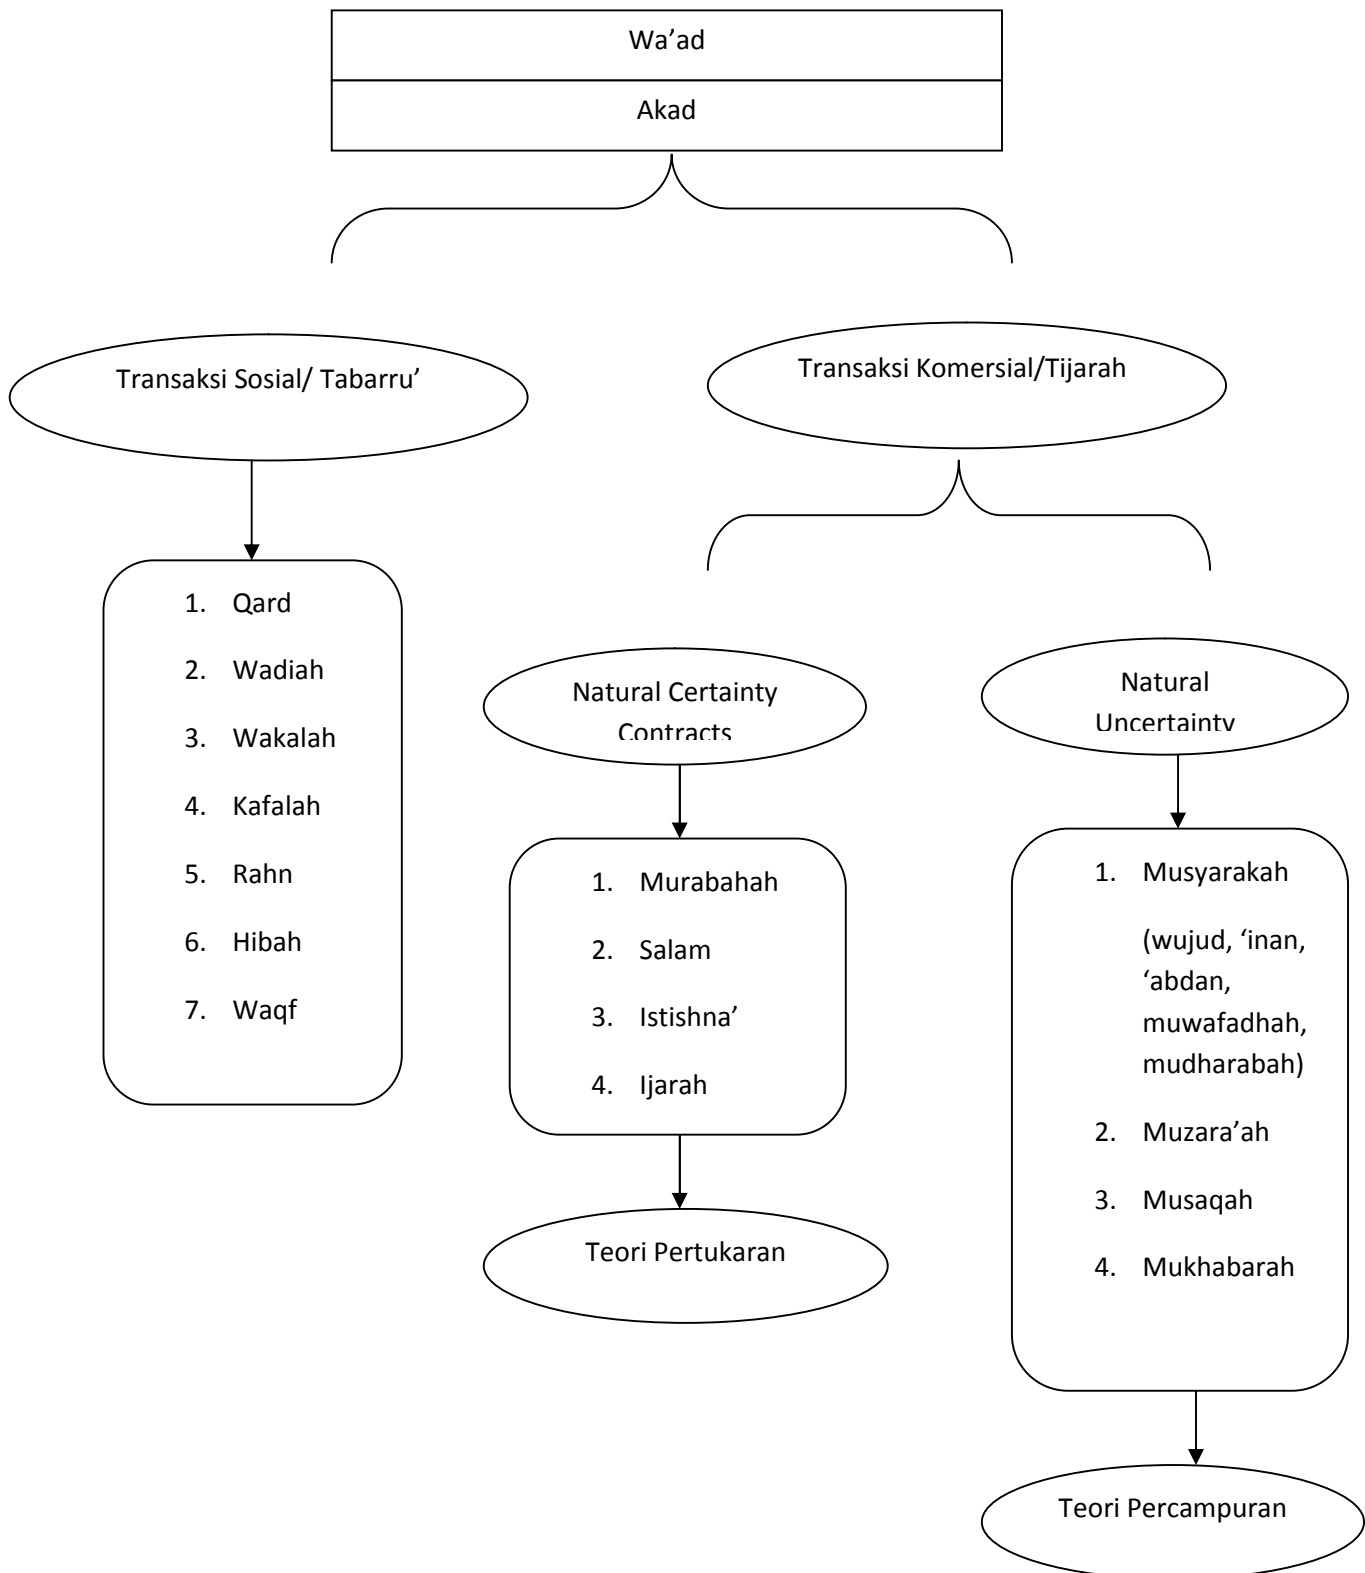 Wa’ad
Akad
Transaksi Sosial/ Tabarru’
Transaksi Komersial/Tijarah
1. Qard
2. Wadiah
3. Wakalah
4. Kafalah
5. Rahn
6. Hibah
7. Waqf
Natural Certainty
Contracts
1. Murabahah
2. Salam
3. Istishna’
4. Ijarah
Teori Pertukaran
Natural
Uncertainty
1. Musyarakah
(wujud, ‘inan,
‘abdan,
muwafadhah,
mudharabah)
2. Muzara’ah
3. Musaqah
4. Mukhabarah
Teori Percampuran